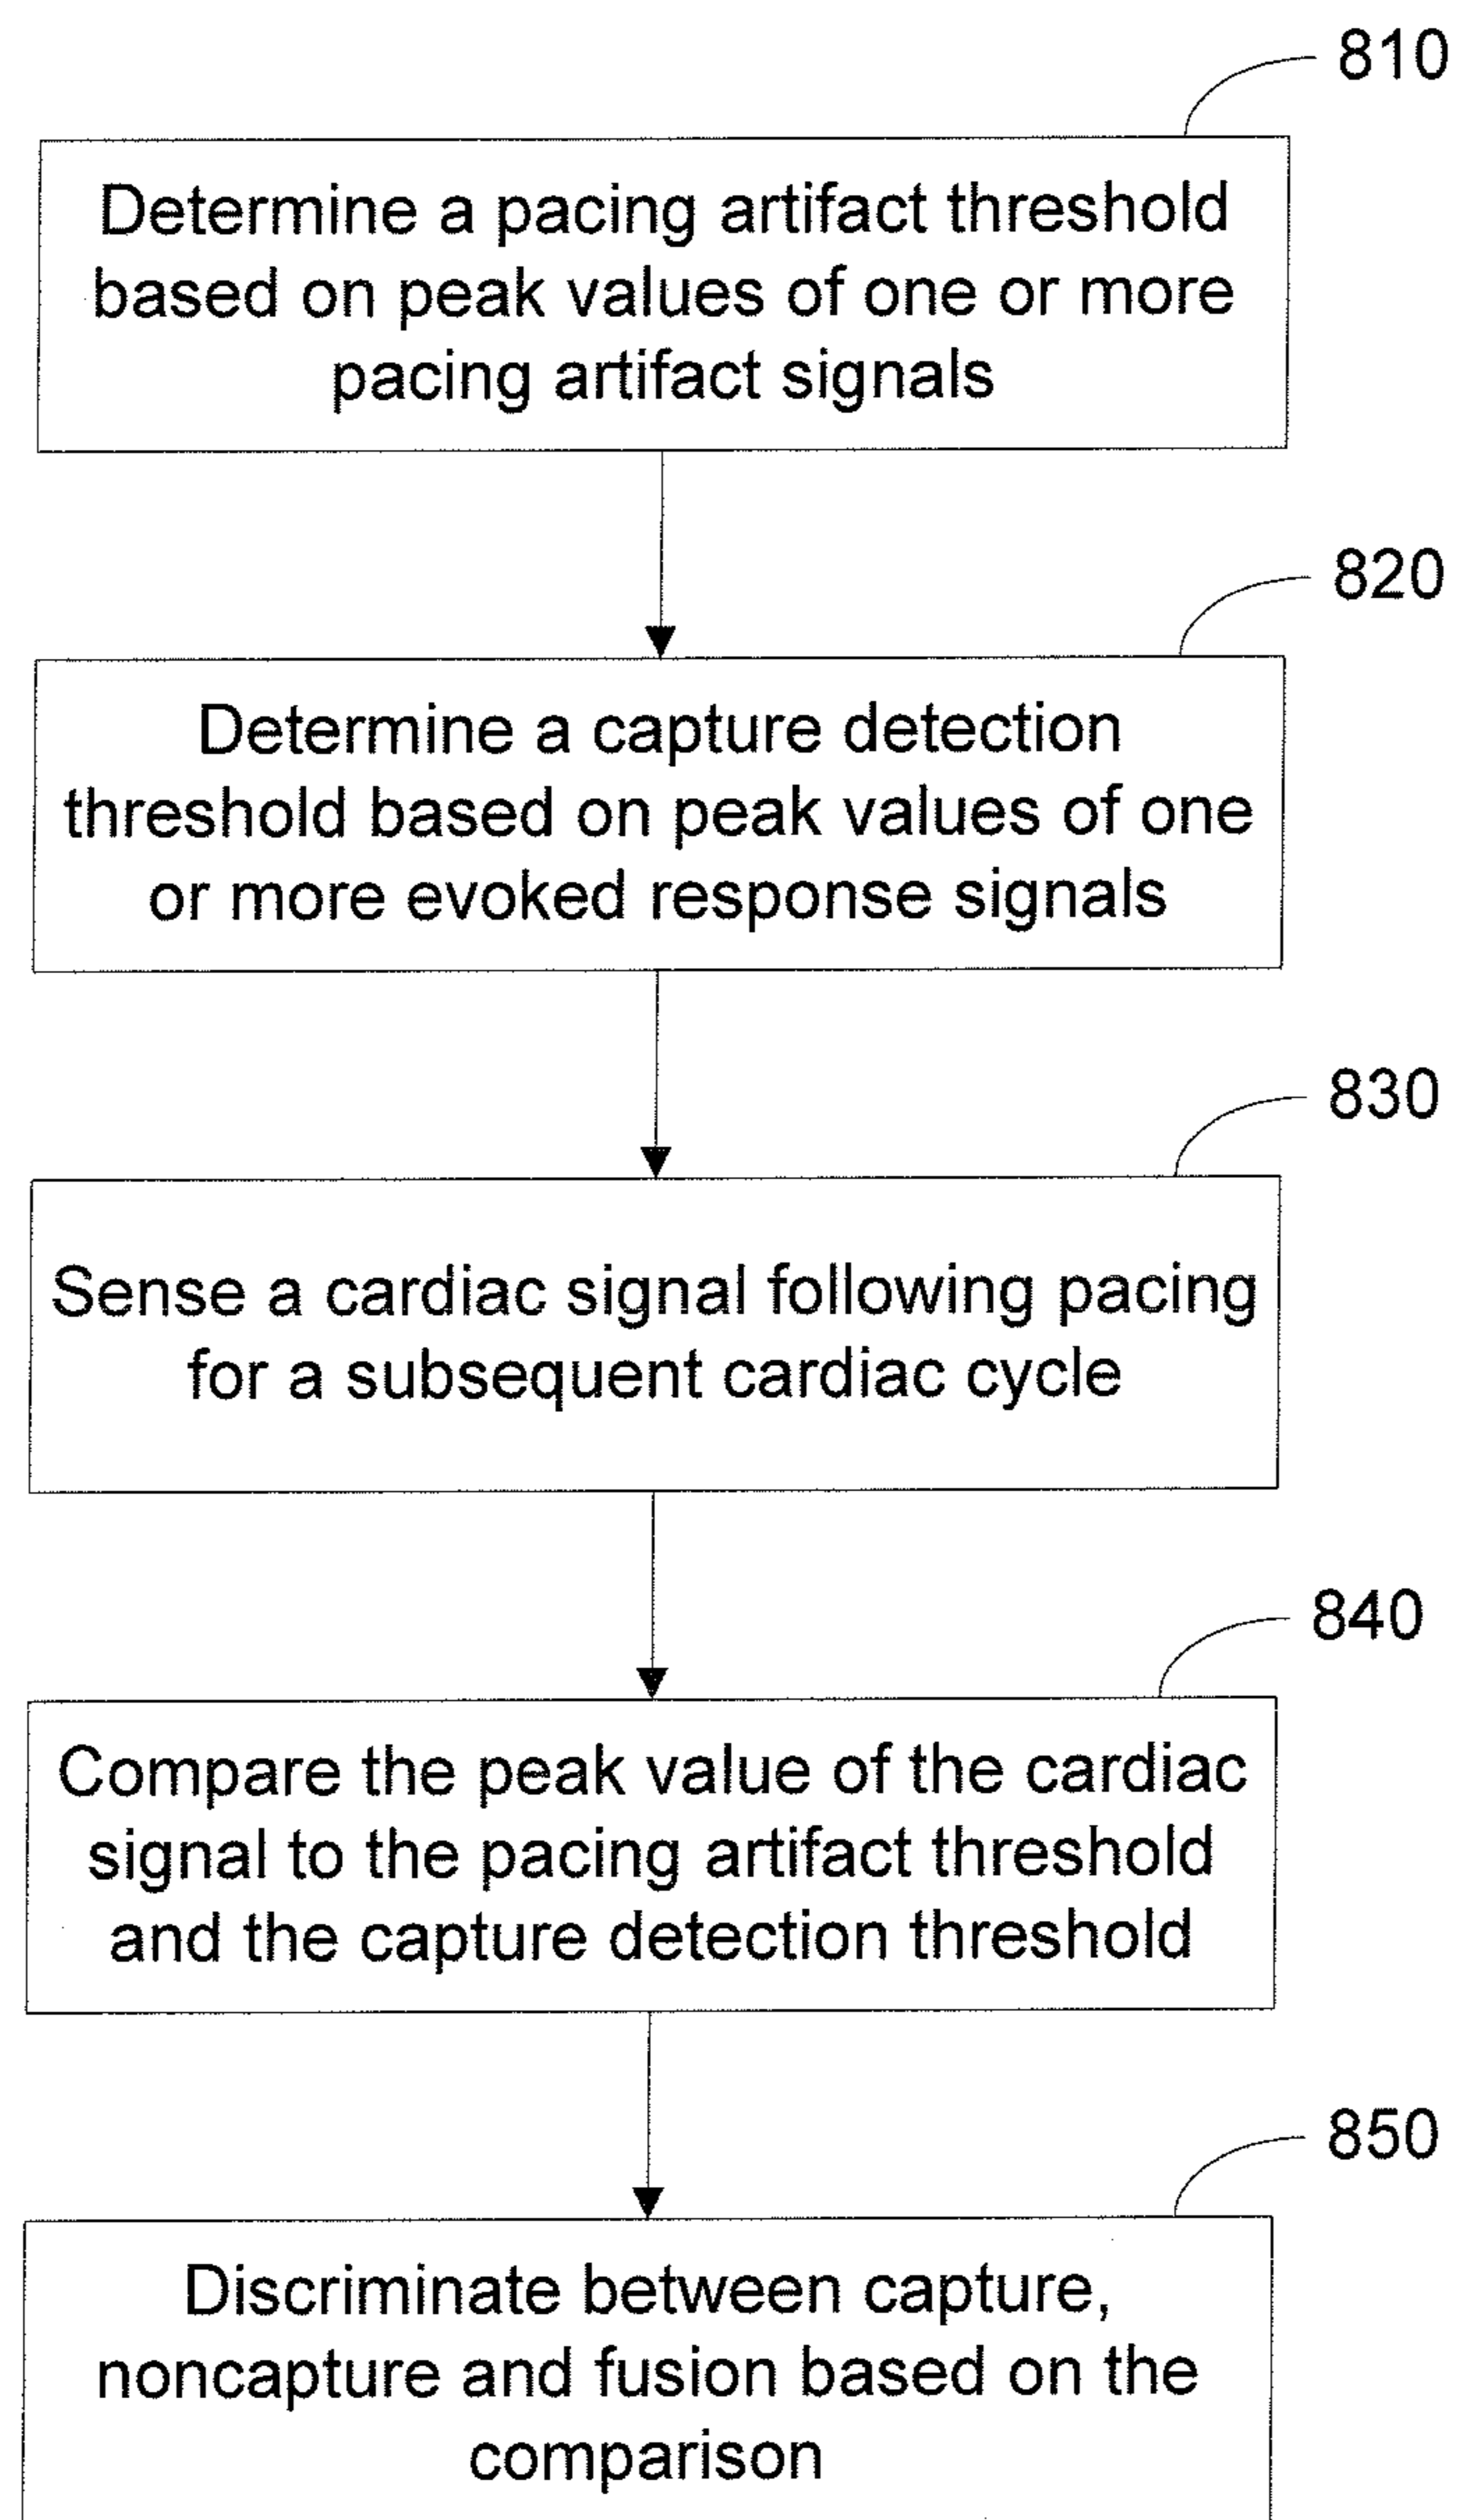 810
Determine a pacing artifact threshold
based on peak values of one or more
pacing artifact signals
820
Determine a capture detection
threshold based on peak values of one
or more evoked response signals
830
Sense a cardiac signal following pacing
for a subsequent cardiac cycle
840
Compare the peak value of the cardiac
signal to the pacing artifact threshold
and the capture detection threshold
850
Discriminate between capture,
noncapture and fusion based on the
comparison